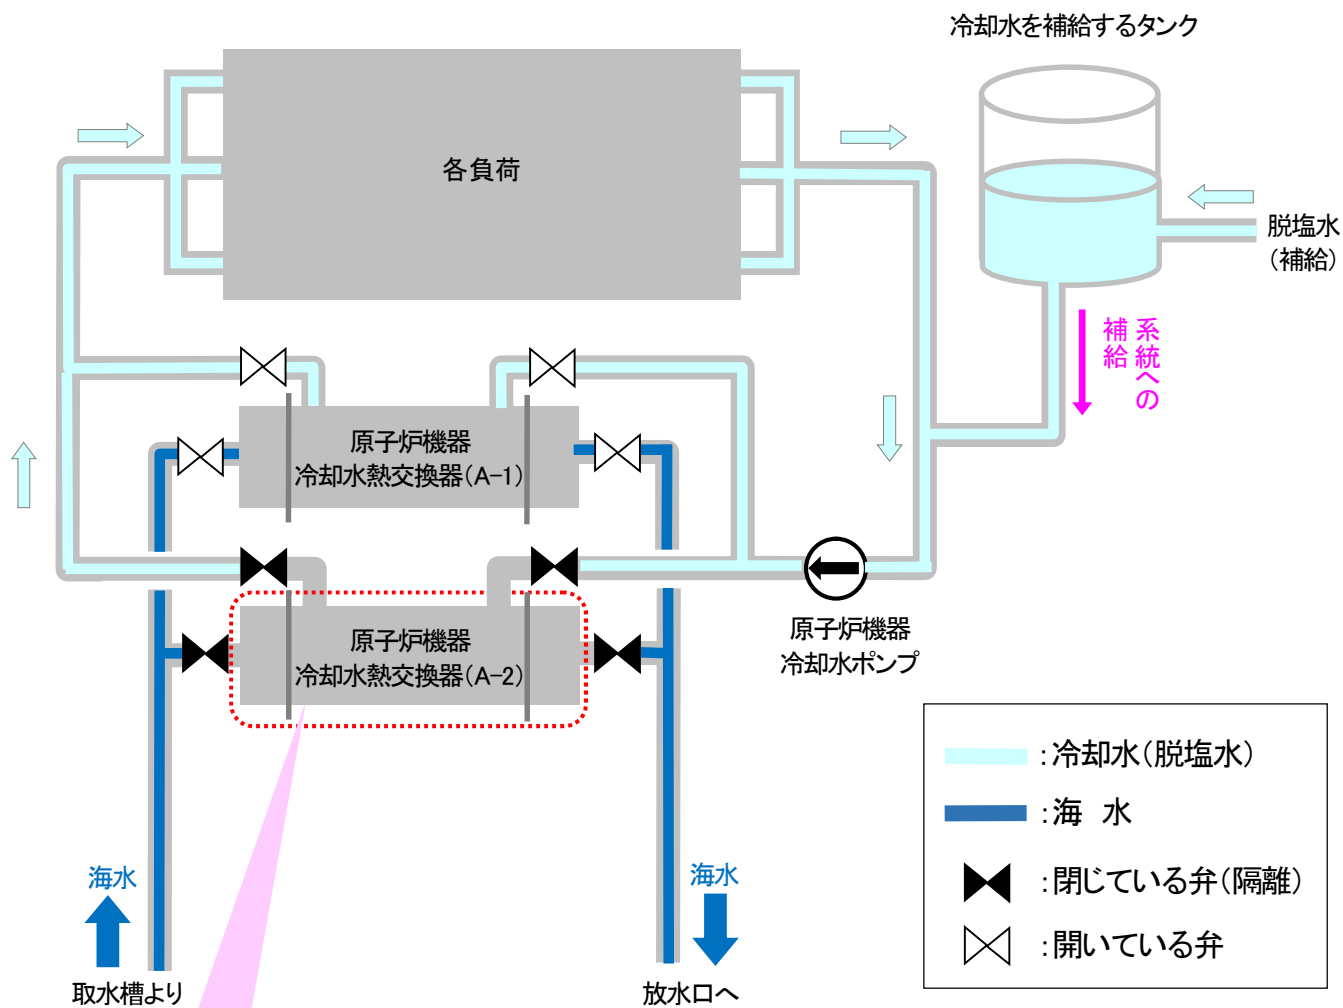 冷却水を補給するタンク
各負荷
脱塩水
(補給)
系統への
補給
原子炉機器
冷却水熱交換器(A-1)
原子炉機器
冷却水熱交換器(A-2)
原子炉機器
冷却水ポンプ
:冷却水(脱塩水)
:海 水
:閉じている弁(隔離)
:開いている弁
海水
取水槽より
海水
放水口へ